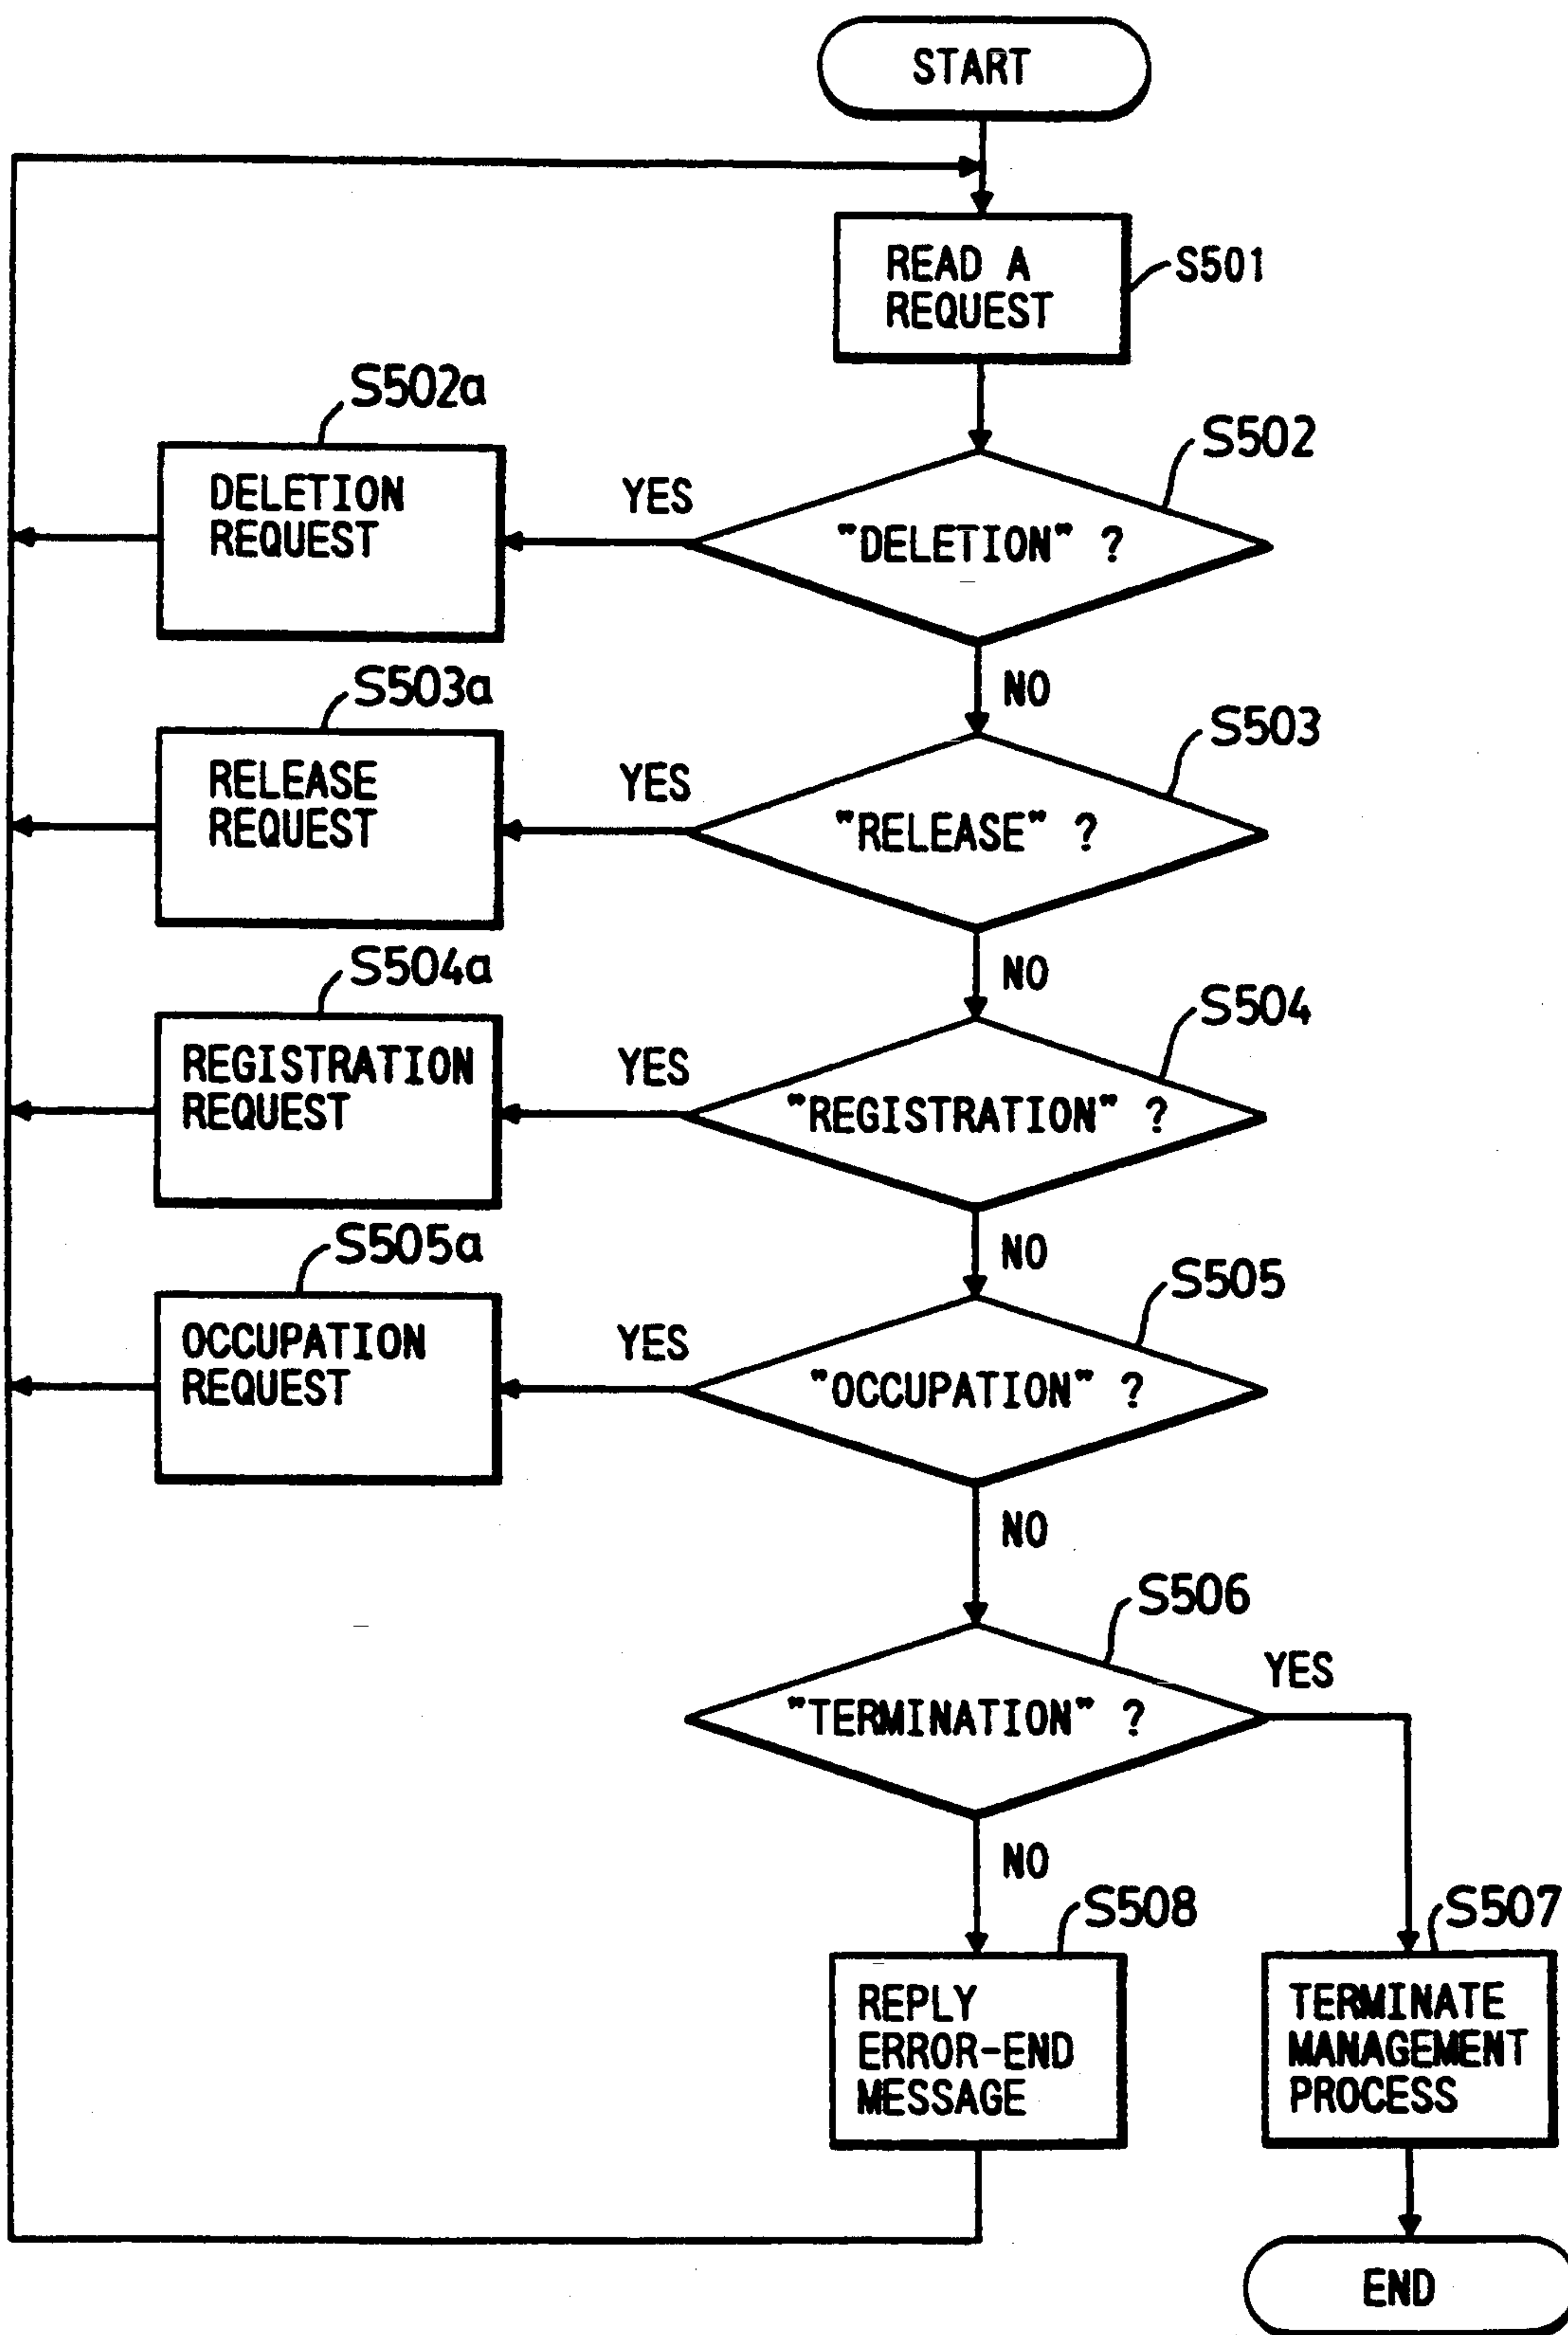 START
READ A
REQUEST
S501
S502a
DELETION
REQUEST
YES
S502
"DELETION" ?
NO
S503a
RELEASE
REQUEST
YES
S503
"RELEASE" ?
NO
S504a
REGISTRATION
REQUEST
YES
S504
"REGISTRATION" ?
NO
S505a
OCCUPATION
REQUEST
YES
S505
"OCCUPATION" ?
NO
S506
"TERMINATION" ?
YES
NO
S508
REPLY
ERROR-END
MESSAGE
S507
TERMINATE
MANAGEMENT
PROCESS
END